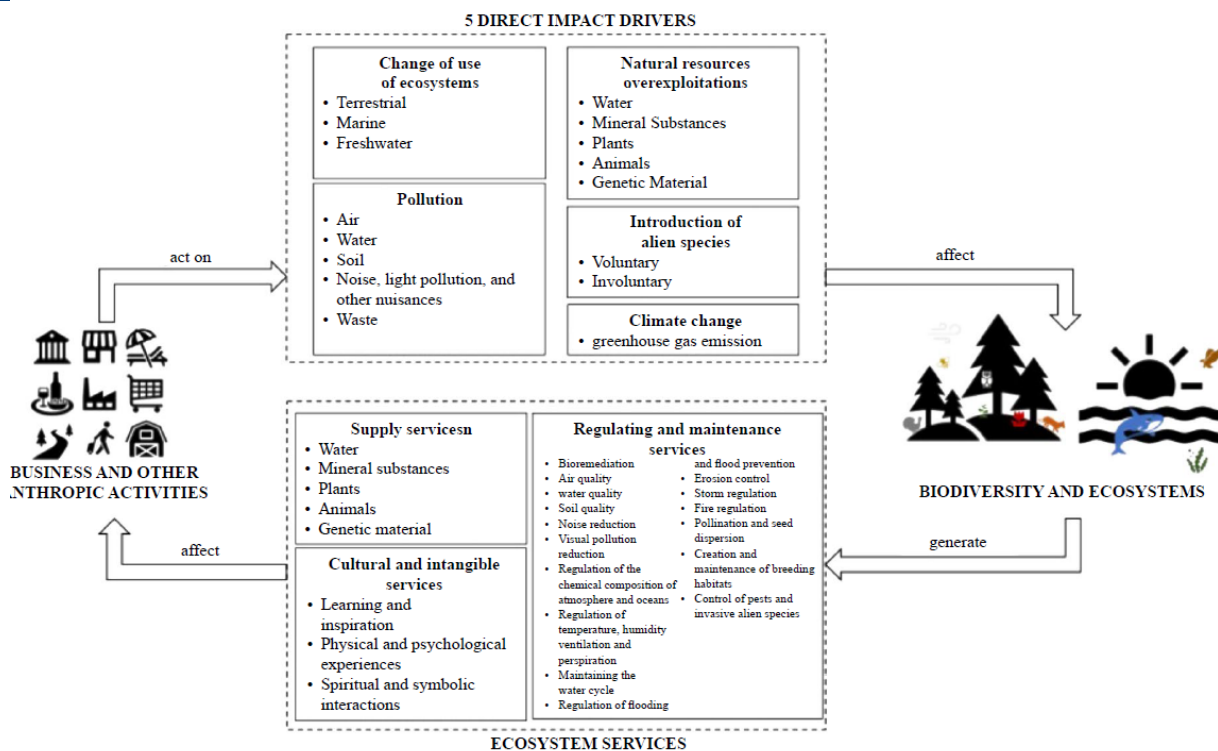 5 DIRECT IMPACT DRIVERS
Change of use
of ecosystems
• Terrestrial
• Marine
• Freshwater
Natural resources
overexploitations
• Water
• Mineral Substances
• Plants
• Animals
• Genetic Material
Pollution
• Air
• Water
• Soil
• Noise, light pollution, and
other nuisances
• Waste
Introduction of
alien species
• Voluntary
• Involuntary
Climate change
• greenhouse gas emission
act on
affect
BUSINESS AND OTHER
NTHROPIC ACTIVITIES
BIODIVERSITY AND ECOSYSTEMS
affect
generate
Supply servicesn
• Water
• Mineral substances
• Plants
• Animals
• Genetic material
Cultural and intangible
services
• Learning and
inspiration
• Physical and psychological
experiences
• Spiritual and symbolic
interactions
Regulating and maintenance
services
• Bioremediation
• Air quality
• water quality
• Soil quality
• Noise reduction
• Visual pollution
reduction
• Regulation of the
chemical composition of
atmosphere and oceans
• Regulation of
temperature, humidity
ventilation and
perspiration
• Maintaining the
water cycle
• Regulation of flooding
and flood prevention
• Erosion control
• Storm regulation
• Fire regulation
• Pollination and seed
dispersion
• Creation and
maintenance of breeding
habitats
• Control of pests and
invasive alien species
ECOSYSTEM SERVICES